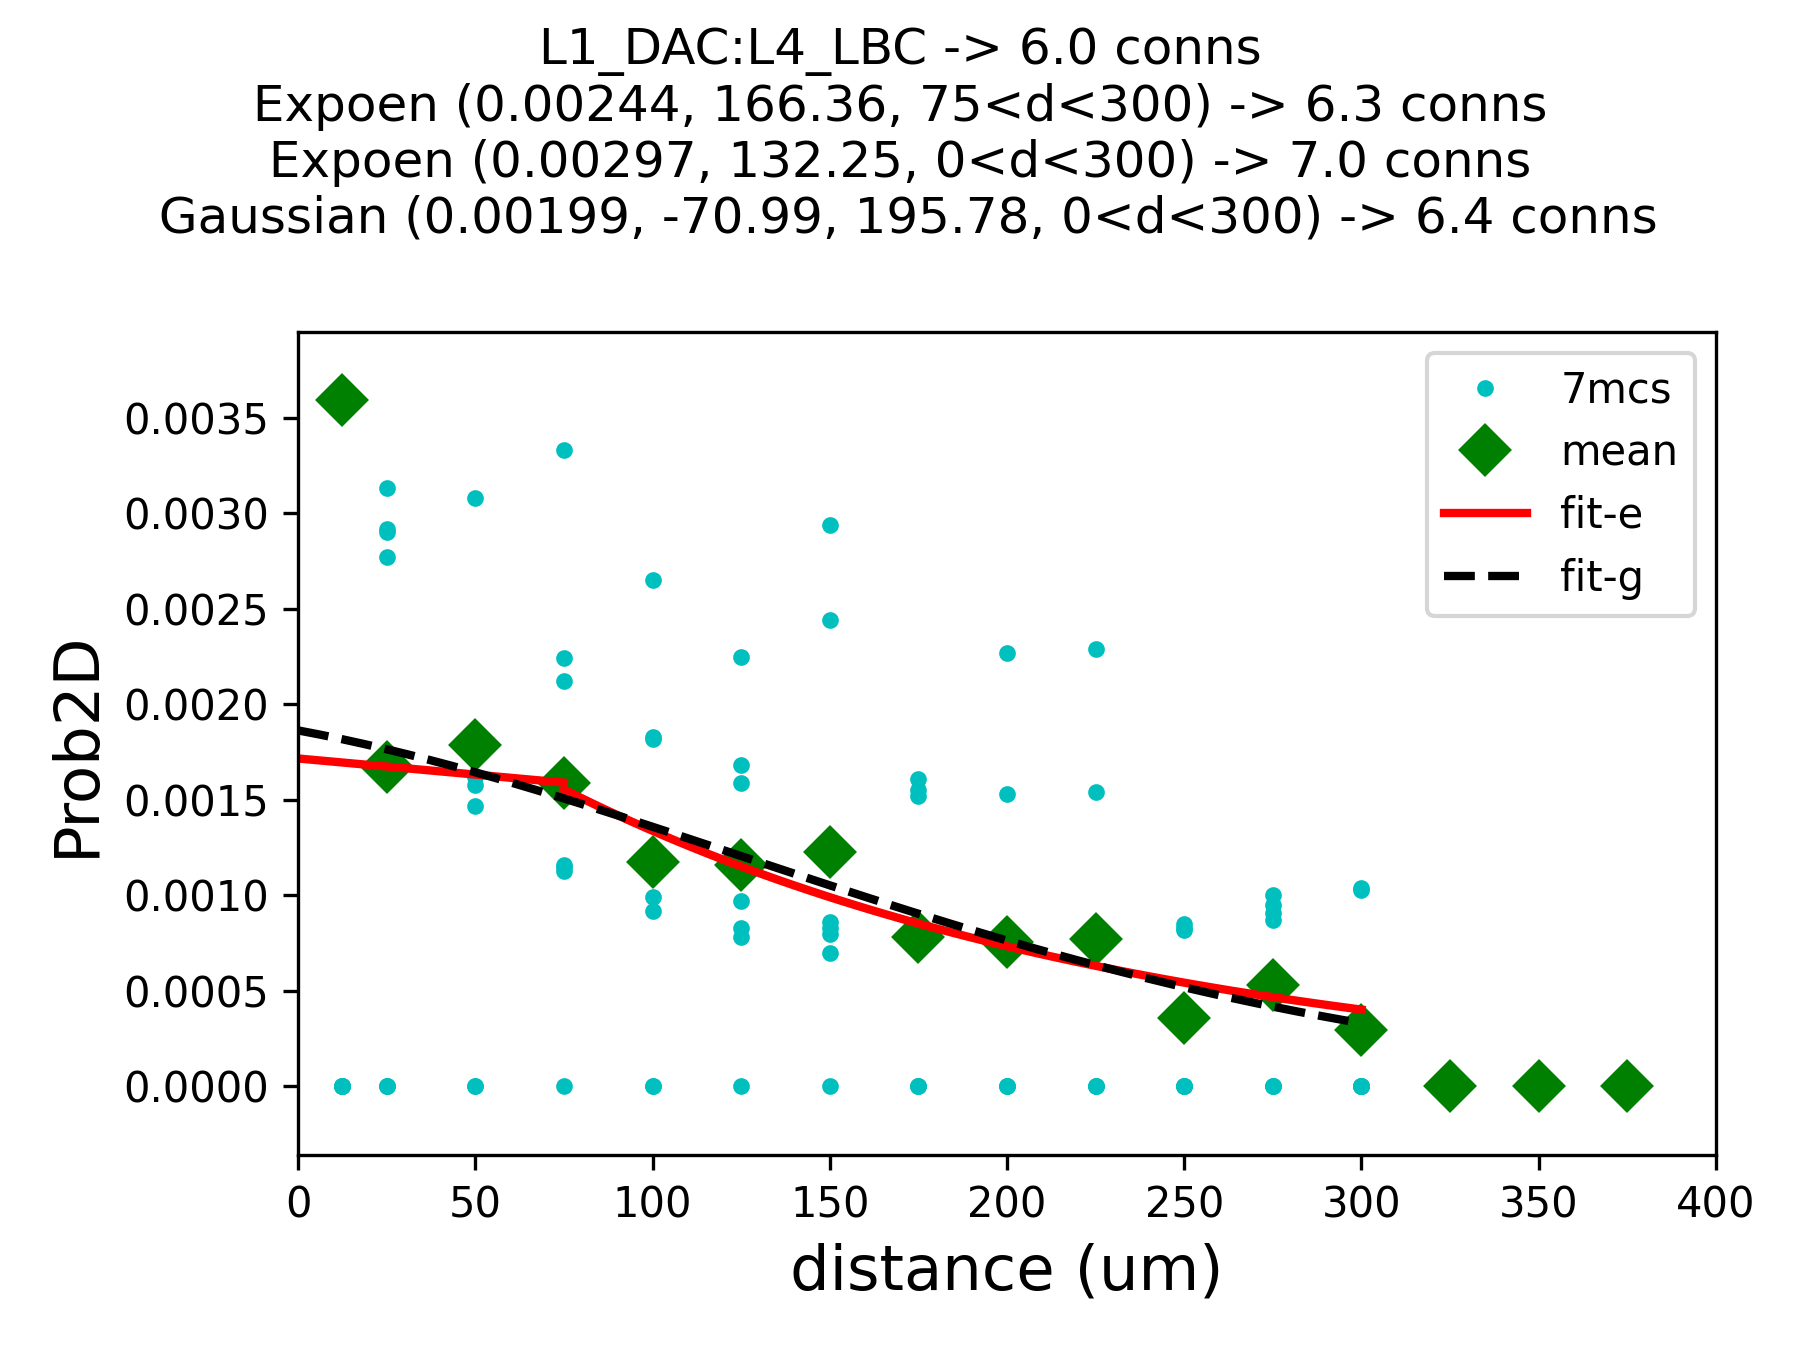 L1_DAC:L4_LBC -> 6.0 conns
Expoen (0.00244, 166.36, 75<d<300) -> 6.3 conns
Expoen (0.00297, 132.25, 0<d<300) -> 7.0 conns
Gaussian (0.00199, -70.99, 195.78, 0<d<300) -> 6.4 conns
7mcs
mean
fit-e
fit-g
Prob2D
0.0035
0.0030
0.0025
0.0020
0.0015
0.0010
0.0005
0.0000
0 50 100 150 200 250 300 350 400
distance (um)